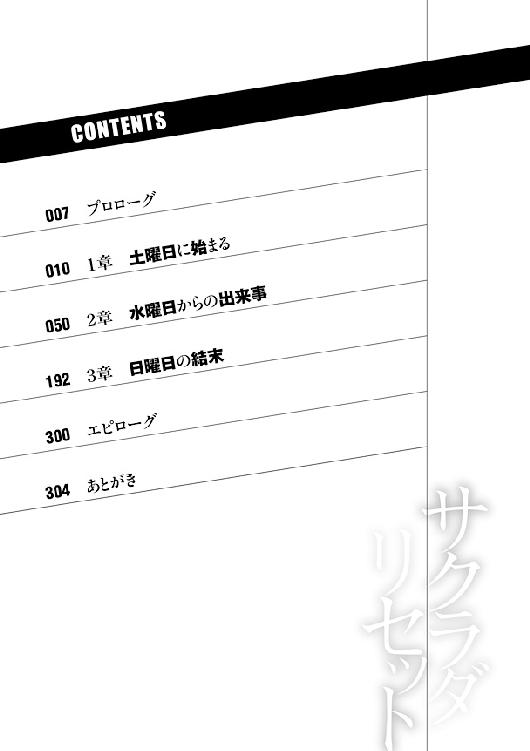 CONTENTS
007 プロローグ
010 1章 土曜日に始まる
050 2章 水曜日からの出来事
192 3章 日曜日の結末
300 エピローグ
304 あとがき
サクラダ
リセット